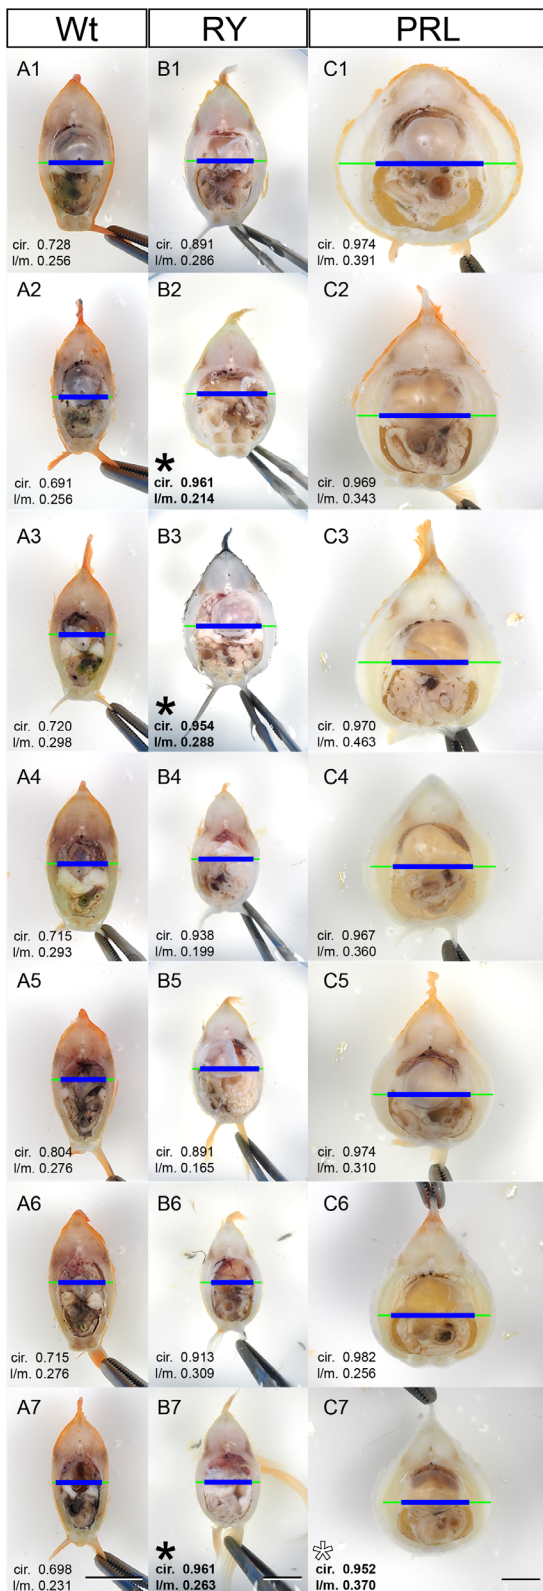 Wt RY PRL
A1 B1 C1
cir. 0.728 cir. 0.891 cir. 0.974
l/m. 0.256 l/m. 0.286 l/m. 0.391
A2 B2 C2
*
cir. 0.691 cir. 0.961 cir. 0.969
l/m. 0.256 l/m. 0.214 l/m. 0.343
A3 B3 C3
*
cir. 0.720 cir. 0.954 cir. 0.970
l/m. 0.298 l/m. 0.288 l/m. 0.463
A4 B4 C4
cir. 0.715 cir. 0.938 cir. 0.967
l/m. 0.293 l/m. 0.199 l/m. 0.360
A5 B5 C5
cir. 0.804 cir. 0.891 cir. 0.974
l/m. 0.276 l/m. 0.165 l/m. 0.310
A6 B6 C6
cir. 0.715 cir. 0.913 cir. 0.982
l/m. 0.276 l/m. 0.309 l/m. 0.256
A7 B7 C7
* *
cir. 0.698 cir. 0.961 cir. 0.952
l/m. 0.231 l/m. 0.263 l/m. 0.370